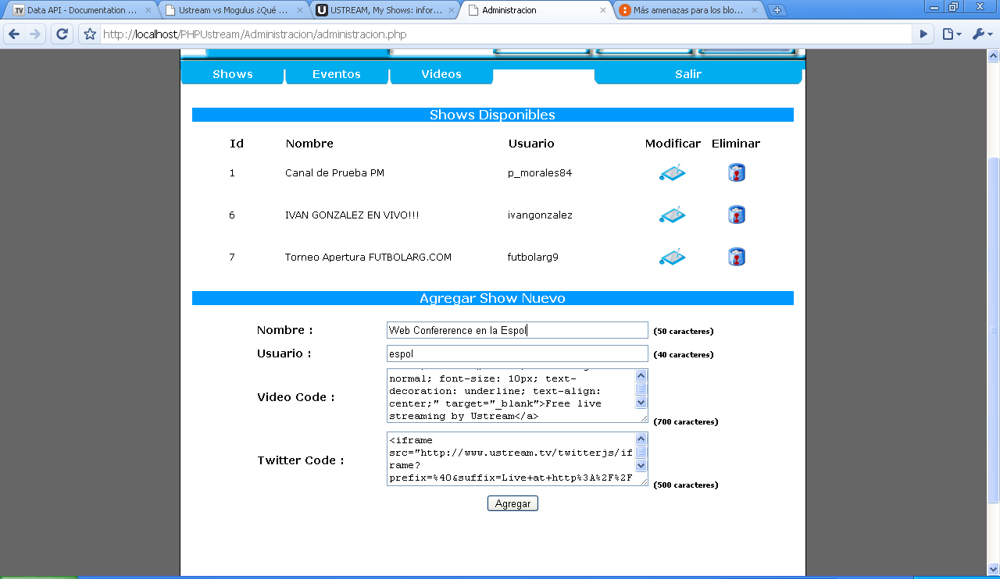 Data API - Documentation ...
Ustream vs Mogulus ¿Qué ...
USTREAM, My Shows: infor...
Administracion
Más amenazas para los blo...
http://localhost/PHPUstream/Administracion/administracion.php
Shows Eventos Videos Salir
Shows Disponibles
Id Nombre Usuario Modificar Eliminar
1 Canal de Prueba PM p_morales84
6 IVAN GONZALEZ EN VIVO!!! ivangonzalez
7 Torneo Apertura FUTBOLARG.COM futbolarg9
Agregar Show Nuevo
Nombre : Web Confererence en la Espol (50 caracteres)
Usuario : espol (40 caracteres)
Video Code :
normal; font-size: 10px; text-
decoration: underline; text-align:
center;" target="_blank">Free live
streaming by Ustream</a>
(700 caracteres)
Twitter Code :
<iframe
src="http://www.ustream.tv/twitterjs/if
rame?
prefix=%40&suffix=Live+at+http%3A%2F%2F
(500 caracteres)
Agregar